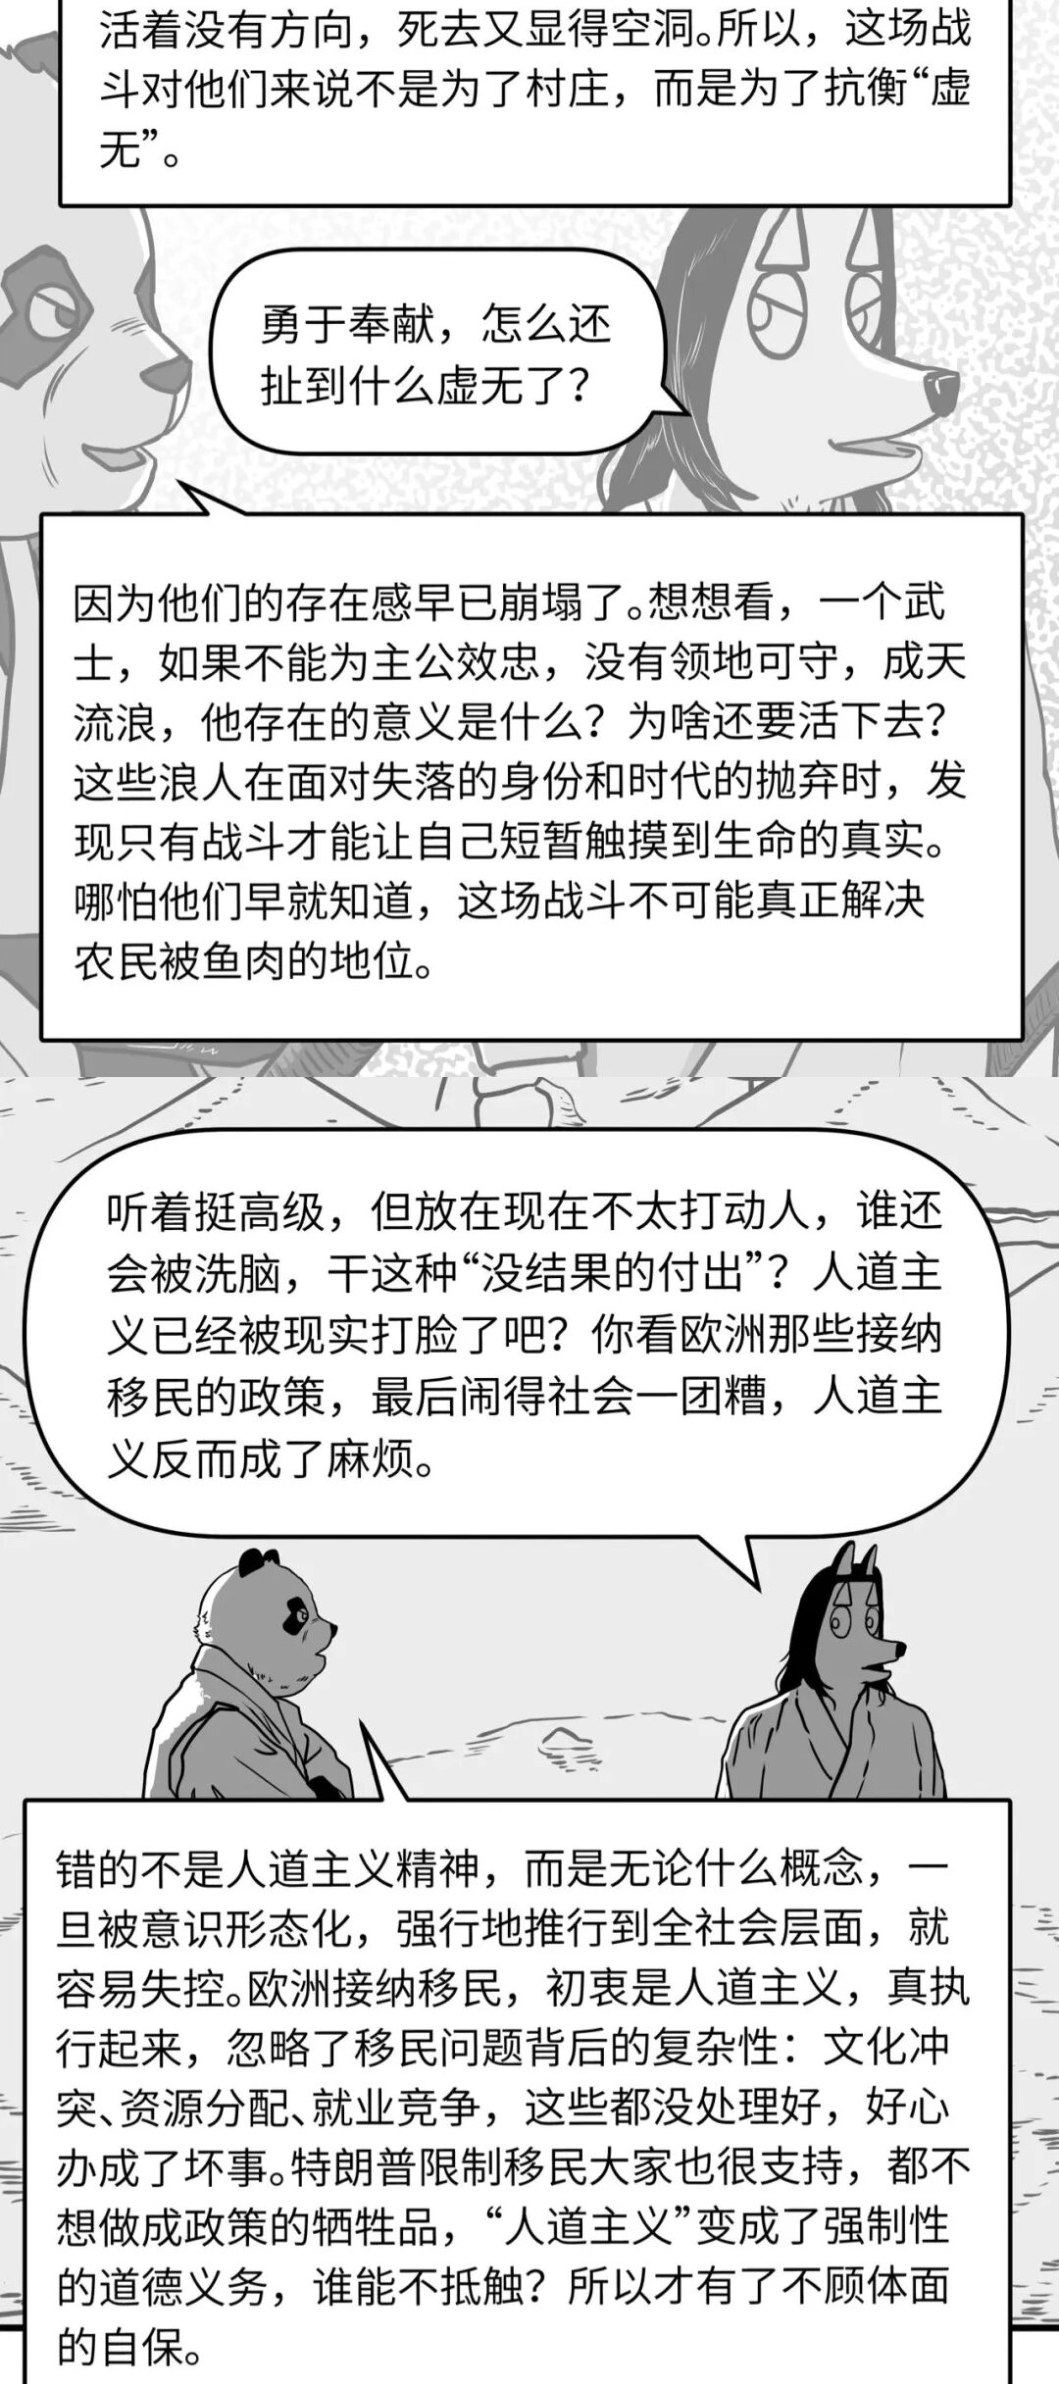 活着没有方向，死去又显得空洞。所以，这场战
斗对他们来说不是为了村庄，而是为了抗衡“虚
无”。
勇于奉献，怎么还
扯到什么虚无了？
因为他们的存在感早已崩塌了。想想看，一个武
士，如果不能为主公效忠，没有领地可守，成天
流浪，他存在的意义是什么？为啥还要活下去？
这些浪人在面对失落的身份和时代的抛弃时，发
现只有战斗才能让自己短暂触摸到生命的真实。
哪怕他们早就知道，这场战斗不可能真正解决
农民被鱼肉的地位。
听着挺高级，但放在现在不太打动人，谁还
会被洗脑，干这种“没结果的付出”？人道主
义已经被现实打脸了吧？你看欧洲那些接纳
移民的政策，最后闹得社会一团糟，人道主
义反而成了麻烦。
错的不是人道主义精神，而是无论什么概念，一
旦被意识形态化，强行地推行到全社会层面，就
容易失控。欧洲接纳移民，初衷是人道主义，真执
行起来，忽略了移民问题背后的复杂性：文化冲
突、资源分配、就业竞争，这些都没处理好，好心
办成了坏事。特朗普限制移民大家也很支持，都不
想做成政策的牺牲品，“人道主义”变成了强制性
的道德义务，谁能不抵触？所以才有了不顾体面
的自保。